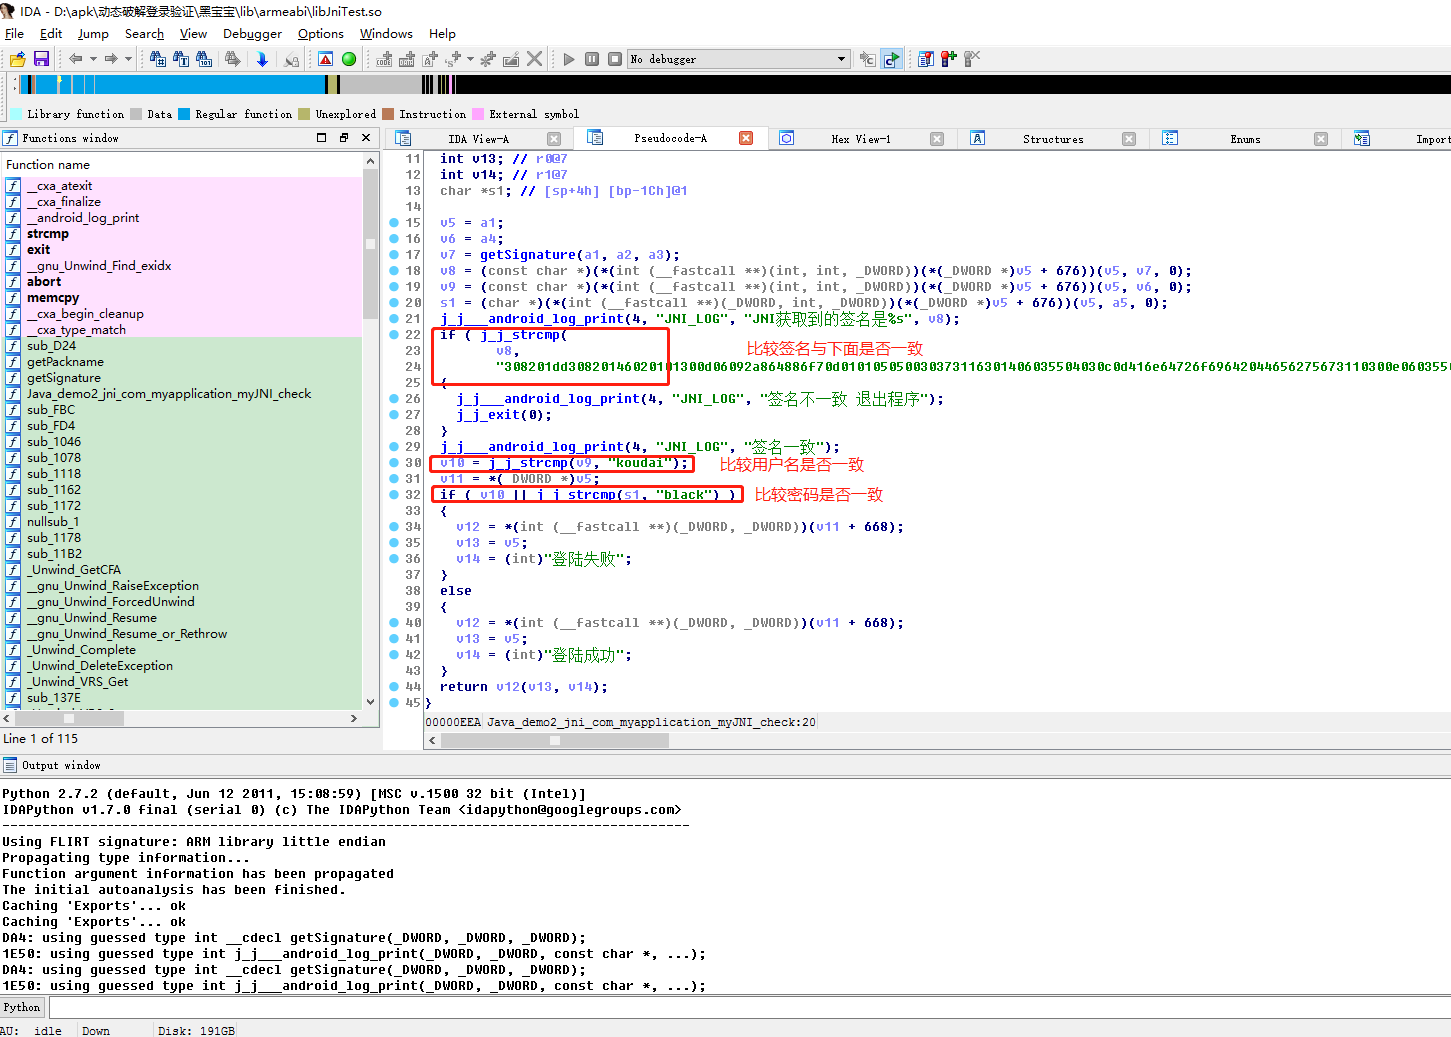 IDA - D:\apk\动态破解登录验证\黑宝宝\lib\armeabi\libJniTest.so
File Edit Jump Search View Debugger Options Windows Help
No debugger
Library function Data Regular function Unexplored Instruction External symbol
Functions window
IDA View-A Pseudocode-A Hex View-1 Structures Enums Import
Function name
__cxa_atexit
__cxa_finalize
__android_log_print
strcmp
exit
__gnu_Unwind_Find_exidx
abort
memcpy
__cxa_begin_cleanup
__cxa_type_match
sub_D24
getPackname
getSignature
Java_demo2_jni_com_myapplication_myJNI_check
sub_FBC
sub_FD4
sub_1046
sub_1078
sub_1118
sub_1162
sub_1172
nullsub_1
sub_1178
sub_11B2
_Unwind_GetCFA
__gnu_Unwind_RaiseException
__gnu_Unwind_ForcedUnwind
__gnu_Unwind_Resume
__gnu_Unwind_Resume_or_Rethrow
_Unwind_Complete
_Unwind_DeleteException
_Unwind_VRS_Get
sub_137E
Line 1 of 115
11 int v13; // r0@7
12 int v14; // r1@7
13 char *s1; // [sp+4h] [bp-1Ch]@1
14
15 v5 = a1;
16 v6 = a4;
17 v7 = getSignature(a1, a2, a3);
18 v8 = (const char *)(*(int (__fastcall **)(int, int, _DWORD))(*(_DWORD *)v5 + 676))(v5, v7, 0);
19 v9 = (const char *)(*(int (__fastcall **)(int, int, _DWORD))(*(_DWORD *)v5 + 676))(v5, v6, 0);
20 s1 = (char *)(*(int (__fastcall **)(_DWORD, int, _DWORD))(*(_DWORD *)v5 + 676))(v5, a5, 0);
21 j_j___android_log_print(4, "JNI_LOG", "JNI获取到的签名是%s", v8);
22 if ( j_j_strcmp(
23 v8, 比较签名与下面是否一致
24 "308201dd30820146020101300d06092a864886f70d010105050030373116301406035504030c0d416e64726f69642044656275673110300e0603550
25 {
26 j_j___android_log_print(4, "JNI_LOG", "签名不一致 退出程序");
27 j_j_exit(0);
28 }
29 j_j___android_log_print(4, "JNI_LOG", "签名一致");
30 v10 = j_j_strcmp(v9, "koudai"); 比较用户名是否一致
31 v11 = *(_DWORD *)v5;
32 if ( v10 || j_j_strcmp(s1, "black") ) 比较密码是否一致
33 {
34 v12 = *(int (__fastcall **)(_DWORD, _DWORD))(v11 + 668);
35 v13 = v5;
36 v14 = (int)"登陆失败";
37 }
38 else
39 {
40 v12 = *(int (__fastcall **)(_DWORD, _DWORD))(v11 + 668);
41 v13 = v5;
42 v14 = (int)"登陆成功";
43 }
44 return v12(v13, v14);
45 }
00000EEA Java_demo2_jni_com_myapplication_myJNI_check:20
Output window
Python 2.7.2 (default, Jun 12 2011, 15:08:59) [MSC v.1500 32 bit (Intel)]
IDAPython v1.7.0 final (serial 0) (c) The IDAPython Team <idapython@googlegroups.com>
--------------------------------------------------------------------------------------
Using FLIRT signature: ARM library little endian
Propagating type information...
Function argument information has been propagated
The initial autoanalysis has been finished.
Caching 'Exports'... ok
Caching 'Exports'... ok
DA4: using guessed type int __cdecl getSignature(_DWORD, _DWORD, _DWORD);
1E50: using guessed type int j_j___android_log_print(_DWORD, _DWORD, const char *, ...);
DA4: using guessed type int __cdecl getSignature(_DWORD, _DWORD, _DWORD);
1E50: using guessed type int j_j___android_log_print(_DWORD, _DWORD, const char *, ...);
Python
AU: idle Down Disk: 191GB